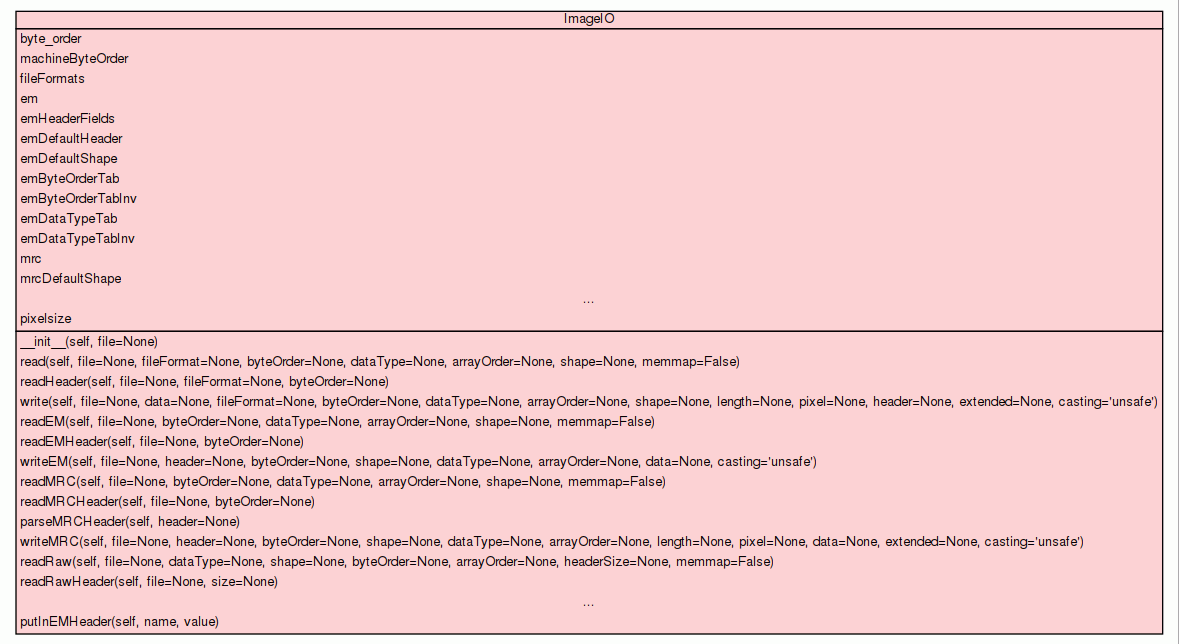 ImageIO
byte_order
machineByteOrder
fileFormats
em
emHeaderFields
emDefaultHeader
emDefaultShape
emByteOrderTab
emByteOrderTabInv
emDataTypeTab
emDataTypeTabInv
mrc
mrcDefaultShape
...
pixelsize
__init__(self, file=None)
read(self, file=None, fileFormat=None, byteOrder=None, dataType=None, arrayOrder=None, shape=None, memmap=False)
readHeader(self, file=None, fileFormat=None, byteOrder=None)
write(self, file=None, data=None, fileFormat=None, byteOrder=None, dataType=None, arrayOrder=None, shape=None, length=None, pixel=None, header=None, extended=None, casting='unsafe')
readEM(self, file=None, byteOrder=None, dataType=None, arrayOrder=None, shape=None, memmap=False)
readEMHeader(self, file=None, byteOrder=None)
writeEM(self, file=None, header=None, byteOrder=None, shape=None, dataType=None, arrayOrder=None, data=None, casting='unsafe')
readMRC(self, file=None, byteOrder=None, dataType=None, arrayOrder=None, shape=None, memmap=False)
readMRCHeader(self, file=None, byteOrder=None)
parseMRCHeader(self, header=None)
writeMRC(self, file=None, header=None, byteOrder=None, shape=None, dataType=None, arrayOrder=None, length=None, pixel=None, data=None, extended=None, casting='unsafe')
readRaw(self, file=None, dataType=None, shape=None, byteOrder=None, arrayOrder=None, headerSize=None, memmap=False)
readRawHeader(self, file=None, size=None)
...
putInEMHeader(self, name, value)